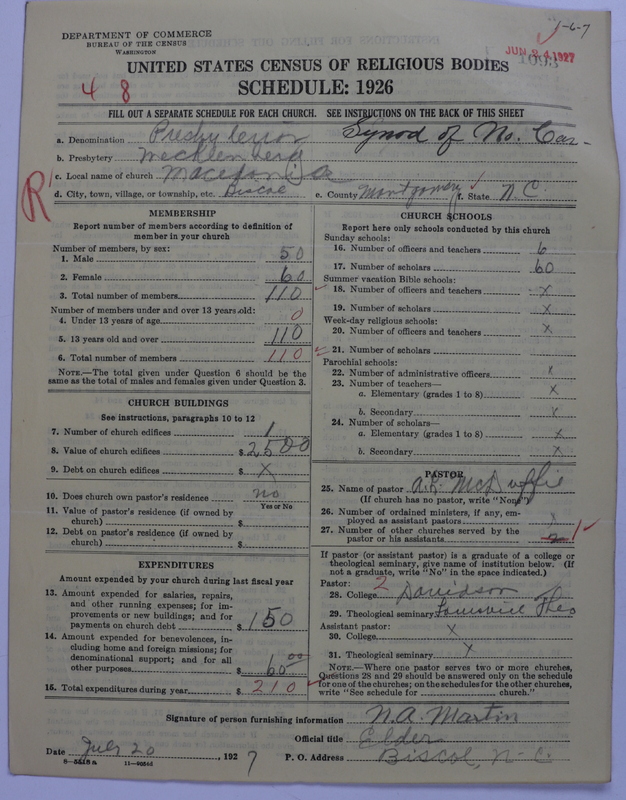 1-6-7
DEPARTMENT OF COMMERCE
BUREAU OF THE CENSUS
WASHINGTON
JUN 24 1927
UNITED STATES CENSUS OF RELIGIOUS BODIES
4 8
SCHEDULE: 1926
FILL OUT A SEPARATE SCHEDULE FOR EACH CHURCH. SEE INSTRUCTIONS ON THE BACK OF THIS SHEET
a. Denomination Presbyterian Synod of No. Car-
b. Presbytery Mecklenburg
c. Local name of church Macedonia
R
d. City, town, village, or township, etc. Biscoe e. County Montgomery f. State N.C.
MEMBERSHIP
Report number of members according to definition of
member in your church
Number of members, by sex:
1. Male 50
2. Female 60
3. Total number of members 110
Number of members under and over 13 years old:
4. Under 13 years of age 0
5. 13 years old and over 110
6. Total number of members 110
NOTE.—The total given under Question 6 should be
same as the total of males and females given under Question 3.
CHURCH BUILDINGS
See instructions, paragraphs 10 to 12
7. Number of church edifices 1
8. Value of church edifices $ 2500
9. Debt on church edifices $ X
10. Does church own pastor's residence no
Yes or No
11. Value of pastor's residence (if owned by
church) $
12. Debt on pastor's residence (if owned by
church) $
EXPENDITURES
Amount expended by your church during last fiscal year
13. Amount expended for salaries, repairs,
and other running expenses; for im-
provements or new buildings; and for
payments on church debt $ 150
14. Amount expended for benevolences, in-
cluding home and foreign missions; for
denominational support; and for all
other purposes $ 60 00
15. Total expenditures during year $ 210
CHURCH SCHOOLS
Report here only schools conducted by this church
Sunday schools:
16. Number of officers and teachers 6
17. Number of scholars 60
Summer vacation Bible schools:
18. Number of officers and teachers X
19. Number of scholars X
Week-day religious schools:
20. Number of officers and teachers X
21. Number of scholars
Parochial schools:
22. Number of administrative officers X
23. Number of teachers—
a. Elementary (grades 1 to 8) X
b. Secondary X
24. Number of scholars—
a. Elementary (grades 1 to 8) X
b. Secondary X
PASTOR
25. Name of pastor A.R. McDuffie
(If church has no pastor, write "None")
26. Number of ordained ministers, if any, em-
ployed as assistant pastors X
27. Number of other churches served by the
pastor or his assistants 2 1
If pastor (or assistant pastor) is a graduate of a college or
theological seminary, give name of institution below. (If
not a graduate, write "No" in the space indicated.)
Pastor: 2
28. College Davidson
29. Theological seminary Louisville Theo
Assistant pastor:
30. College X
31. Theological seminary X
NOTE.—Where one pastor serves two or more churches,
Questions 28 and 29 should be answered only on the schedule
for one of the churches; on the schedules for the other churches,
write "See schedule for church."
Signature of person furnishing information N.A. Martin
Official title Elder
Date July 20, 1927 P. O. Address Biscoe, N-C.
8-5518a 11-9056d